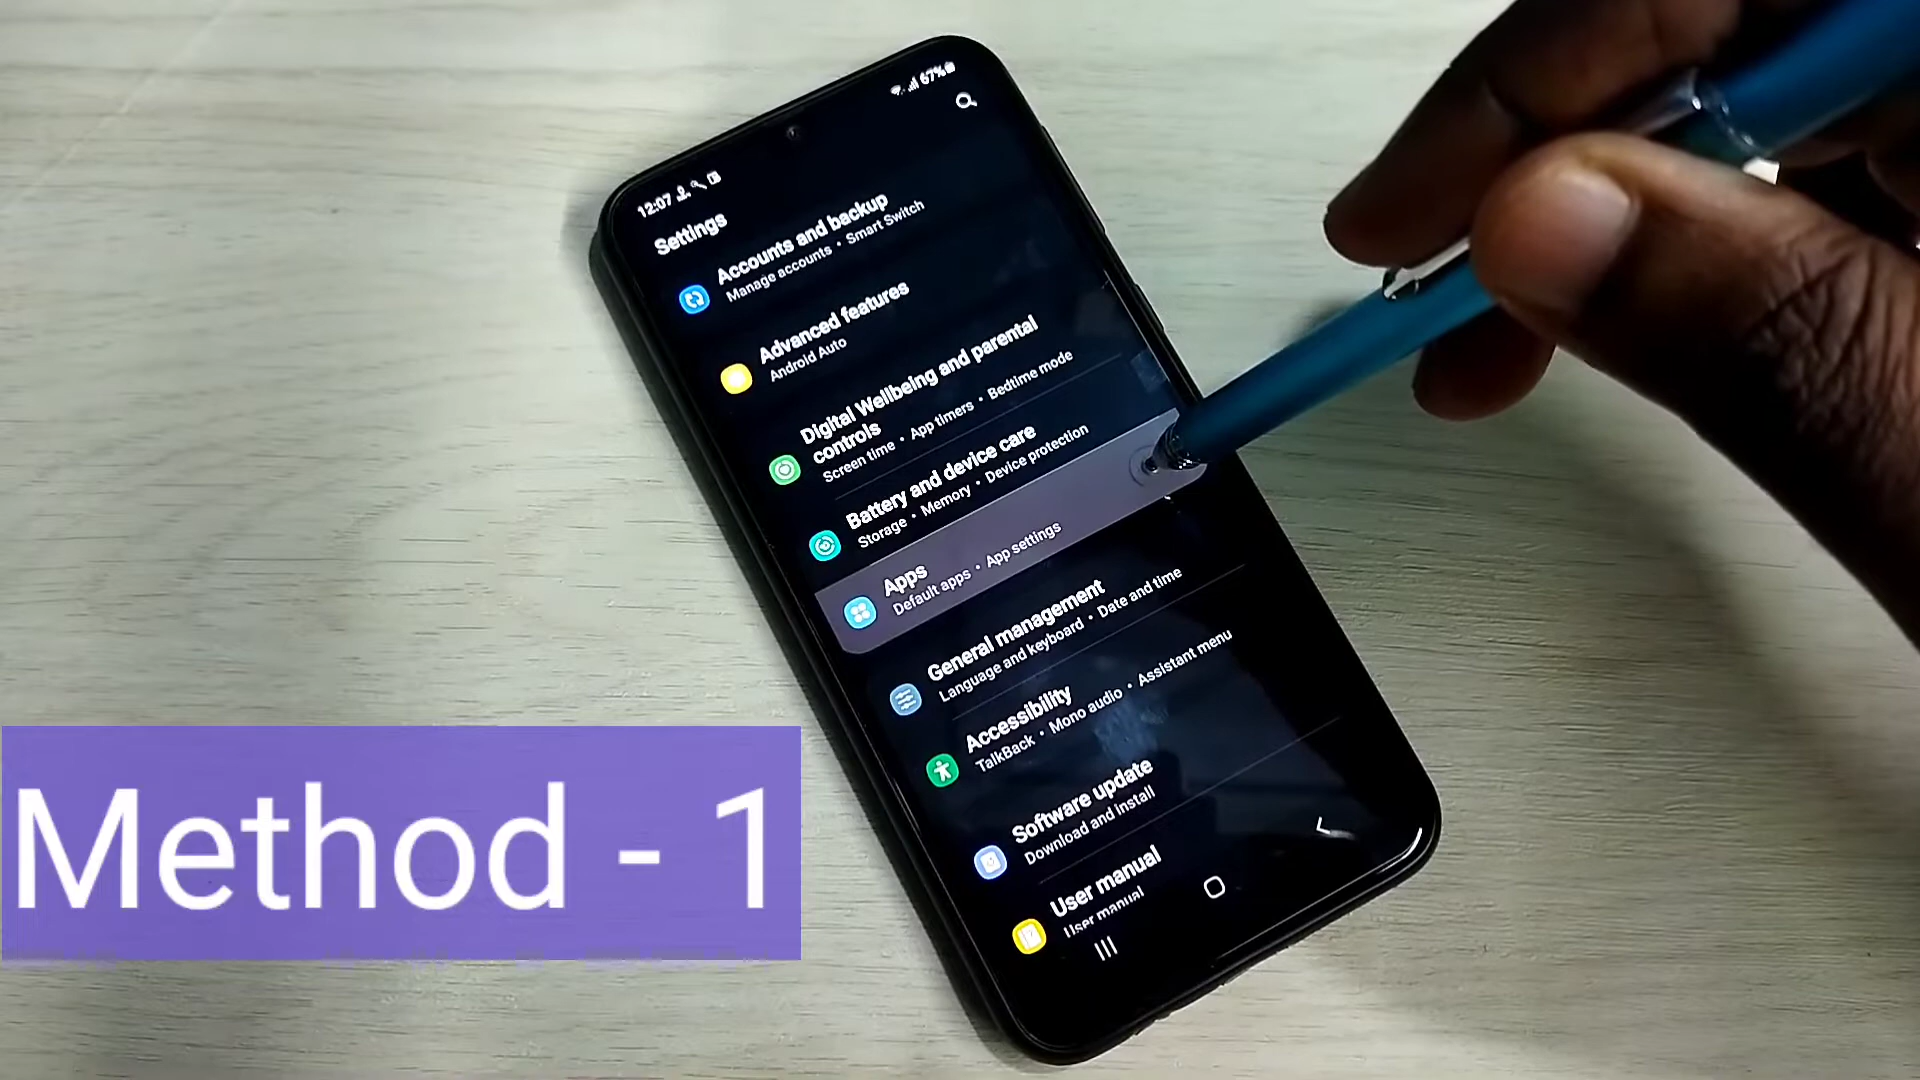 12:07
67%
Settings
Accounts and backup
Manage accounts • Smart Switch
Advanced features
Android Auto
Digital Wellbeing and parental
controls
Screen time • App timers • Bedtime mode
Battery and device care
Storage • Memory • Device protection
Apps
Default apps • App settings
General management
Language and keyboard • Date and time
Accessibility
TalkBack • Mono audio • Assistant menu
Software update
Download and install
User manual
User manual
Method - 1